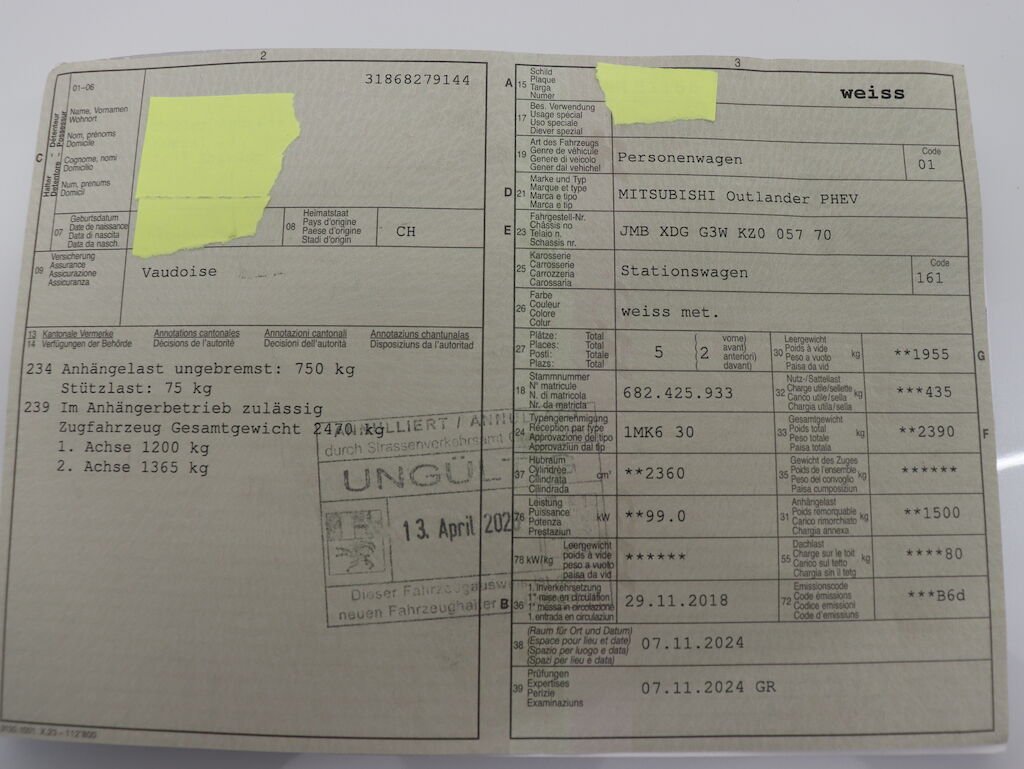 2
31868279144
01–06
Name, Vornamen
Wohnort
Nom, prénoms
Domicile
Cognome, nomi
Domicilio
Num, prenums
Domicil
C
Halter - Détenteur
Detentore - Possessur
07
Geburtsdatum
Date de naissance
Data di nascita
Data da nasch.
08
Heimatstaat
Pays d'origine
Paese d'origine
Stadi d'origin
CH
09
Versicherung
Assurance
Assicurazione
Assicuranza
Vaudoise
13 Kantonale Vermerke Annotations cantonales Annotazioni cantonali Annotaziuns chantunalas
14 Verfügungen der Behörde Décisions de l'autorité Decisioni dell'autorità Disposiziuns da l'autoritad
234 Anhängelast ungebremst: 750 kg
Stützlast: 75 kg
239 Im Anhängerbetrieb zulässig
Zugfahrzeug Gesamtgewicht 2470 kg
1. Achse 1200 kg
2. Achse 1365 kg
ANNULLIERT / ANNUL
durch Strassenverkehrsamt
UNGÜL
13. April 202
Dieser Fahrzeugausw
neuen Fahrzeughalter
3
A 15
Schild
Plaque
Targa
Numer
weiss
17
Bes. Verwendung
Usage spécial
Uso speciale
Diever spezial
19
Art des Fahrzeugs
Genre de véhicule
Genere di veicolo
Gener dal vehichel
Personenwagen
Code
01
D 21
Marke und Typ
Marque et type
Marca e tipo
Marca e tip
MITSUBISHI Outlander PHEV
E 23
Fahrgestell-Nr.
Châssis no
Telaio n.
Schassis nr.
JMB XDG G3W KZ0 057 70
25
Karosserie
Carrosserie
Carrozzeria
Carossaria
Stationswagen
Code
161
26
Farbe
Couleur
Colore
Colur
weiss met.
27
Plätze: Total
Places: Total
Posti: Totale
Plazs: Total
5
2
vorne)
avant)
anteriori)
davant)
30
Leergewicht
Poids à vide
Peso a vuoto
Paisa da vid
kg
**1955
G
18
Stammnummer
N° matricule
N. di matricola
Nr. da matricla
682.425.933
32
Nutz-/Sattellast
Charge utile/sellette
Carico utile/sella
Chargia utila/sella
kg
***435
24
Typengenehmigung
Réception par type
Approvazione del tipo
Approvaziun dal tip
1MK6 30
33
Gesamtgewicht
Poids total
Peso totale
Paisa totala
kg
**2390
F
37
Hubraum
Cylindrée
Cilindrata
Cilindrada
cm³
**2360
35
Gewicht des Zuges
Poids de l'ensemble
Peso del convoglio
Paisa cumposiziun
kg
******
76
Leistung
Puissance
Potenza
Prestaziun
kW
**99.0
31
Anhängelast
Poids remorquable
Carico rimorchiato
Chargia annexa
kg
**1500
78 kW/kg
Leergewicht
poids à vide
peso a vuoto
paisa da vid
******
55
Dachlast
Charge sur le toit
Carico sul tetto
Chargia sin il tetg
kg
****80
B 36
1. Inverkehrsetzung
1re mise en circulation
1a messa in circolazione
1. entrada en circulaziun
29.11.2018
72
Emissionscode
Code émissions
Codice emissioni
Code d'emissiuns
***B6d
38
(Raum für Ort und Datum)
(Espace pour lieu et date)
(Spazio per luogo e data)
(Spazi per lieu e data)
07.11.2024
39
Prüfungen
Expertises
Perizie
Examinaziuns
07.11.2024 GR
X.23 – 112'800